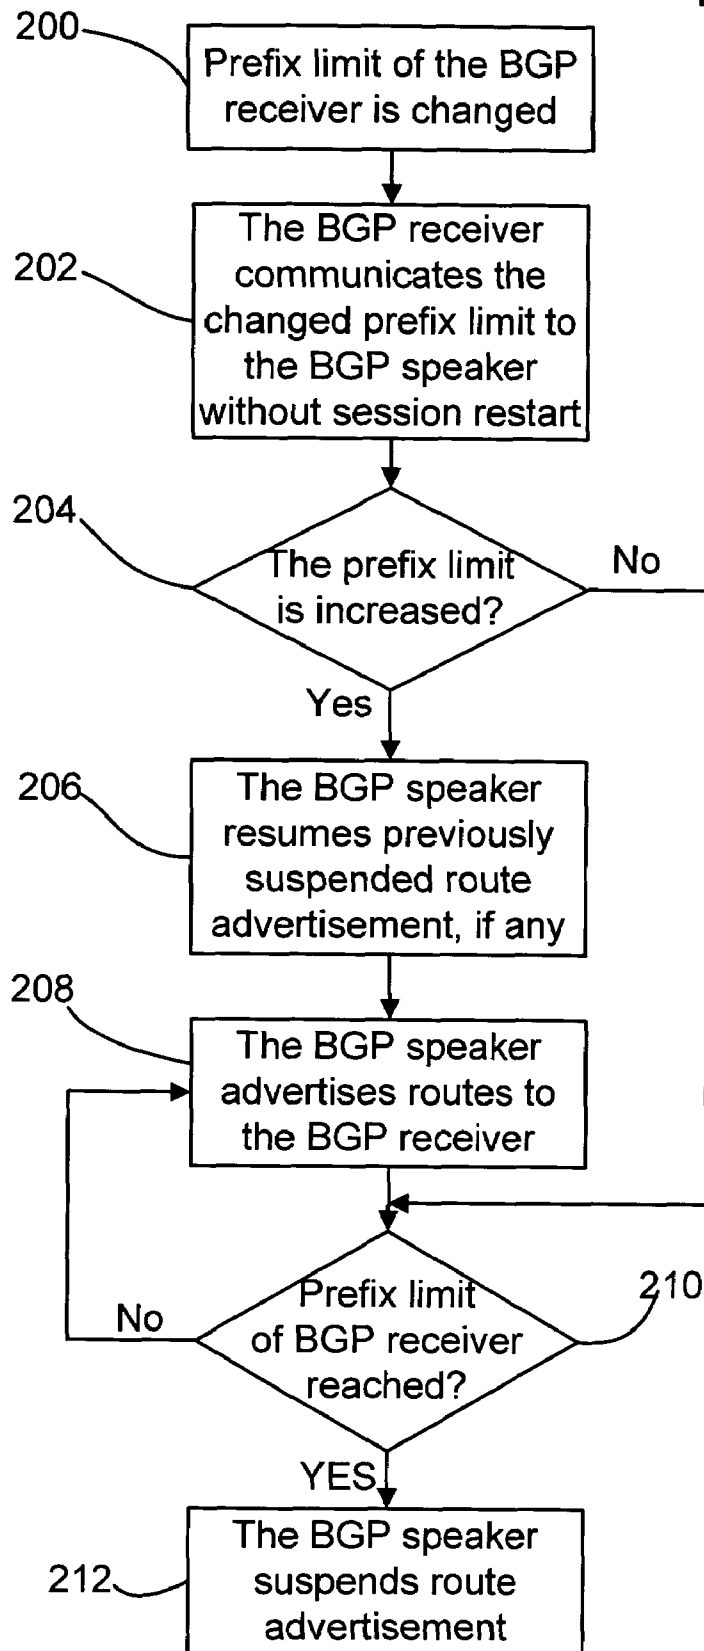 200
Prefix limit of the BGP
receiver is changed
202
The BGP receiver
communicates the
changed prefix limit to
the BGP speaker
without session restart
204
The prefix limit
is increased?
No
Yes
206
The BGP speaker
resumes previously
suspended route
advertisement, if any
208
The BGP speaker
advertises routes to
the BGP receiver
210
Prefix limit
of BGP receiver
reached?
No
YES
212
The BGP speaker
suspends route
advertisement